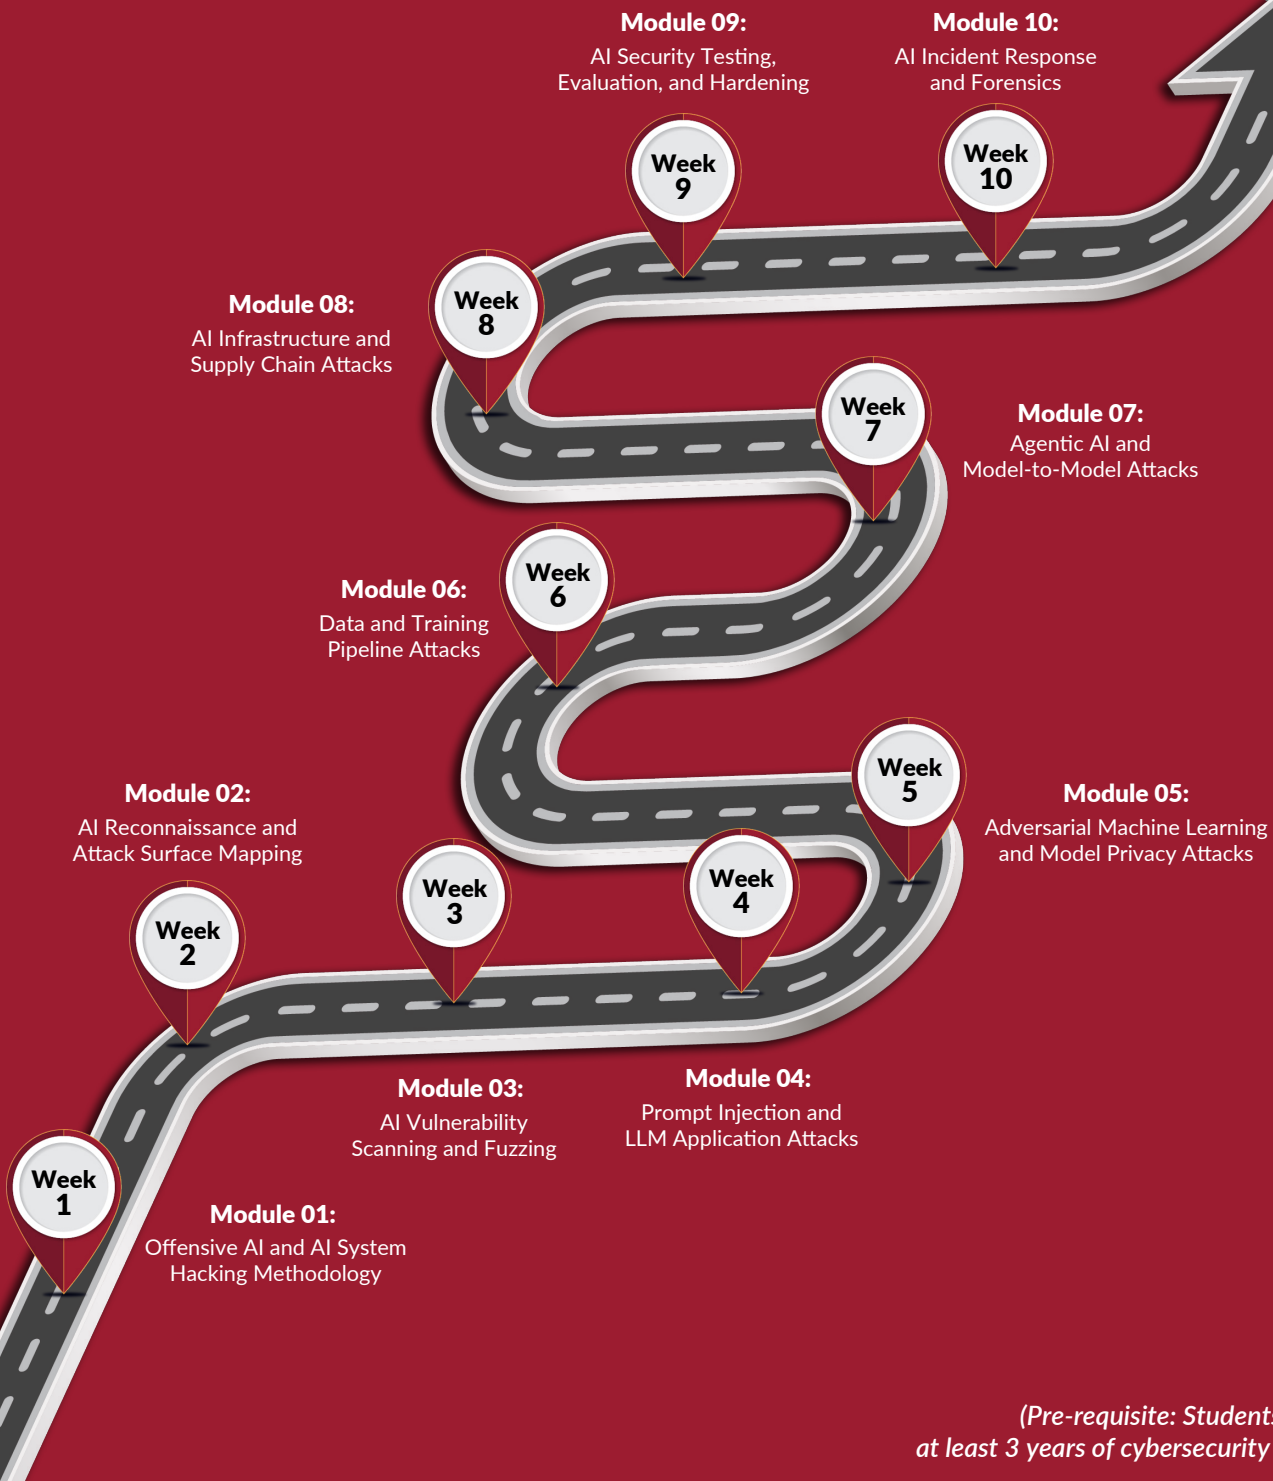 Module 09:
AI Security Testing,
Evaluation, and Hardening
Module 10:
AI Incident Response
and Forensics
Week
9
Week
10
Module 08:
AI Infrastructure and
Supply Chain Attacks
Week
8
Week
7
Module 07:
Agentic AI and
Model-to-Model Attacks
Module 06:
Data and Training
Pipeline Attacks
Week
6
Week
5
Module 05:
Adversarial Machine Learning
and Model Privacy Attacks
Module 02:
AI Reconnaissance and
Attack Surface Mapping
Week
2
Week
3
Week
4
Module 03:
AI Vulnerability
Scanning and Fuzzing
Module 04:
Prompt Injection and
LLM Application Attacks
Week
1
Module 01:
Offensive AI and AI System
Hacking Methodology
(Pre-requisite: Students
at least 3 years of cybersecurity